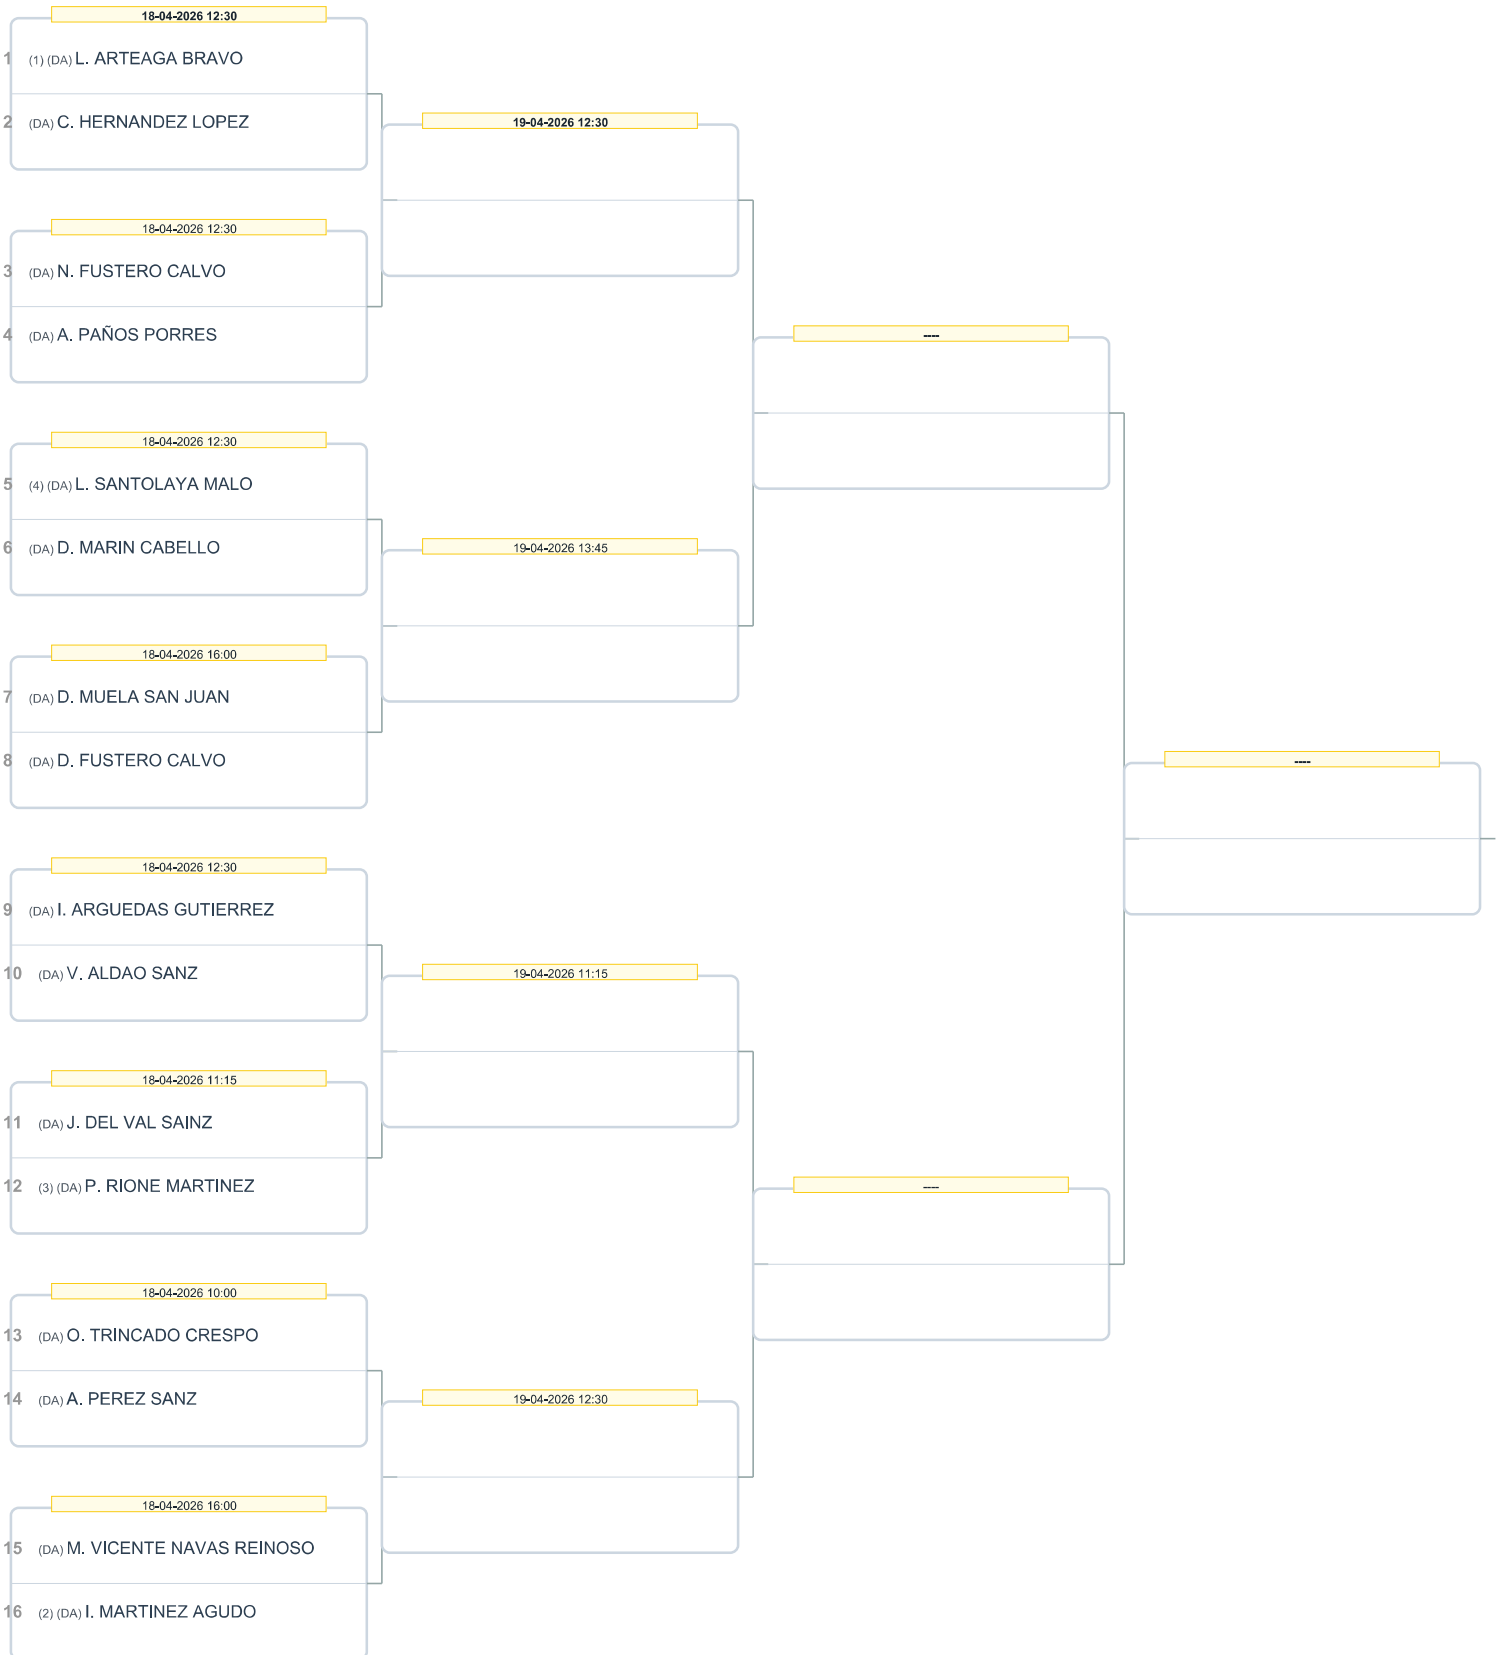 18-04-2026 12:30
1 (1) (DA) L. ARTEAGA BRAVO
2 (DA) C. HERNANDEZ LOPEZ
18-04-2026 12:30
3 (DA) N. FUSTERO CALVO
4 (DA) A. PAÑOS PORRES
18-04-2026 12:30
5 (4) (DA) L. SANTOLAYA MALO
6 (DA) D. MARIN CABELLO
18-04-2026 16:00
7 (DA) D. MUELA SAN JUAN
8 (DA) D. FUSTERO CALVO
18-04-2026 12:30
9 (DA) I. ARGUEDAS GUTIERREZ
10 (DA) V. ALDAO SANZ
18-04-2026 11:15
11 (DA) J. DEL VAL SAINZ
12 (3) (DA) P. RIONE MARTINEZ
18-04-2026 10:00
13 (DA) O. TRINCADO CRESPO
14 (DA) A. PEREZ SANZ
18-04-2026 16:00
15 (DA) M. VICENTE NAVAS REINOSO
16 (2) (DA) I. MARTINEZ AGUDO
19-04-2026 12:30
19-04-2026 13:45
19-04-2026 11:15
19-04-2026 12:30
----
----
----